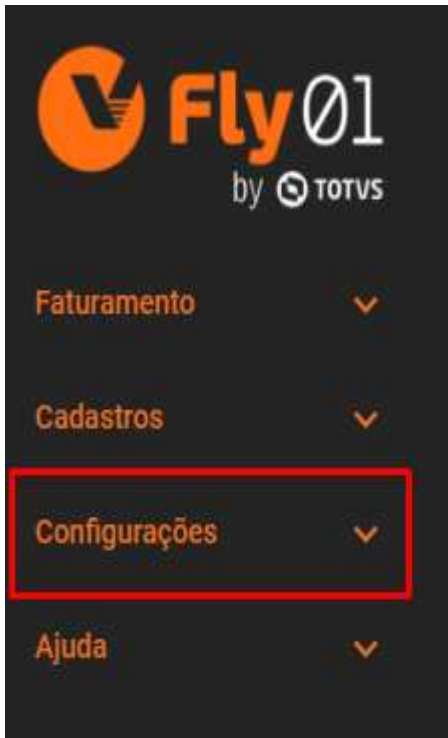 Fly01
by TOTVS
Faturamento
Cadastros
Configurações
Ajuda